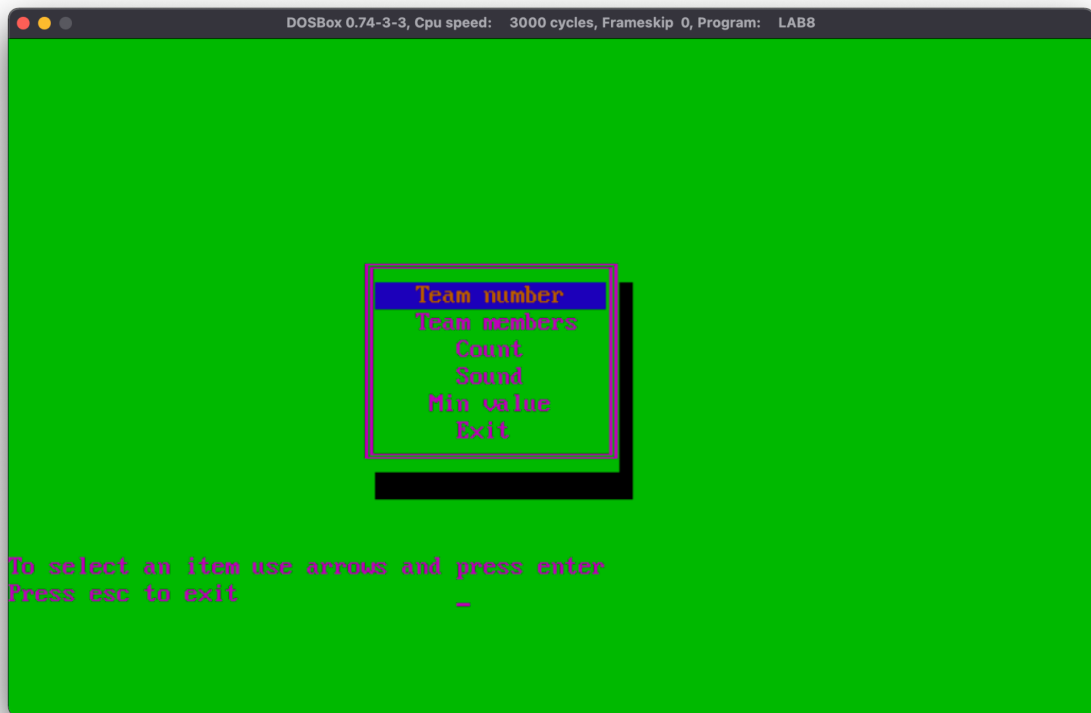 DOSBox 0.74-3-3, Cpu speed: 3000 cycles, Frameskip 0, Program: LAB8
Team number
Team members
Count
Sound
Min value
Exit
To select an item use arrows and press enter
Press esc to exit